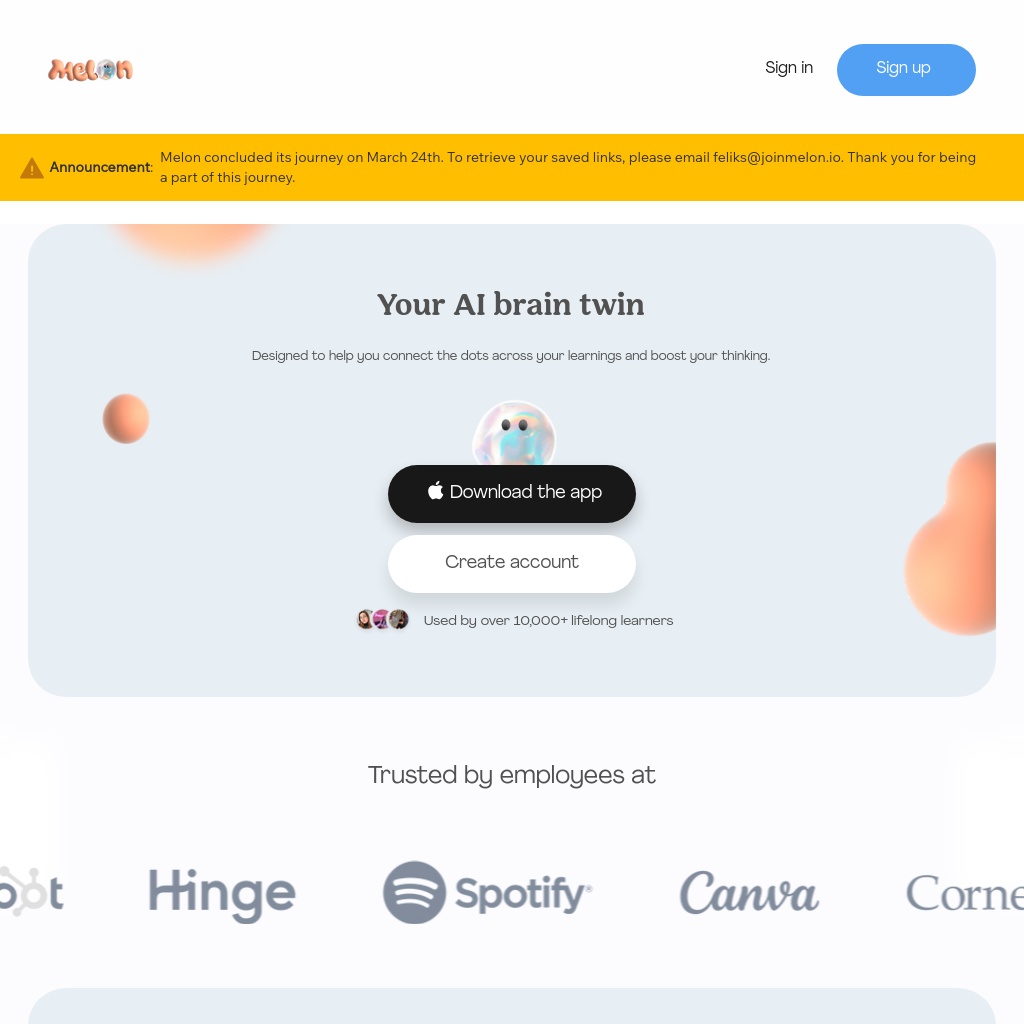 Melon
Sign in
Sign up
Announcement:
Melon concluded its journey on March 24th. To retrieve your saved links, please email feliks@joinmelon.io. Thank you for being
a part of this journey.
Your AI brain twin
Designed to help you connect the dots across your learnings and boost your thinking.
Download the app
Create account
Used by over 10,000+ lifelong learners
Trusted by employees at
Hinge
Spotify®
Canva